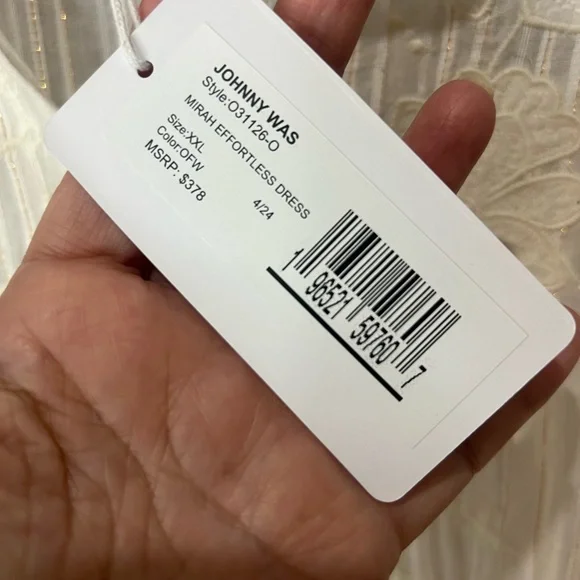 JOHNNY WAS
Style:O31126-O
MIRAH EFFORTLESS DRESS
Size:XXL
Color:OFW
MSRP: $378
4/24
1 96521 59760 7